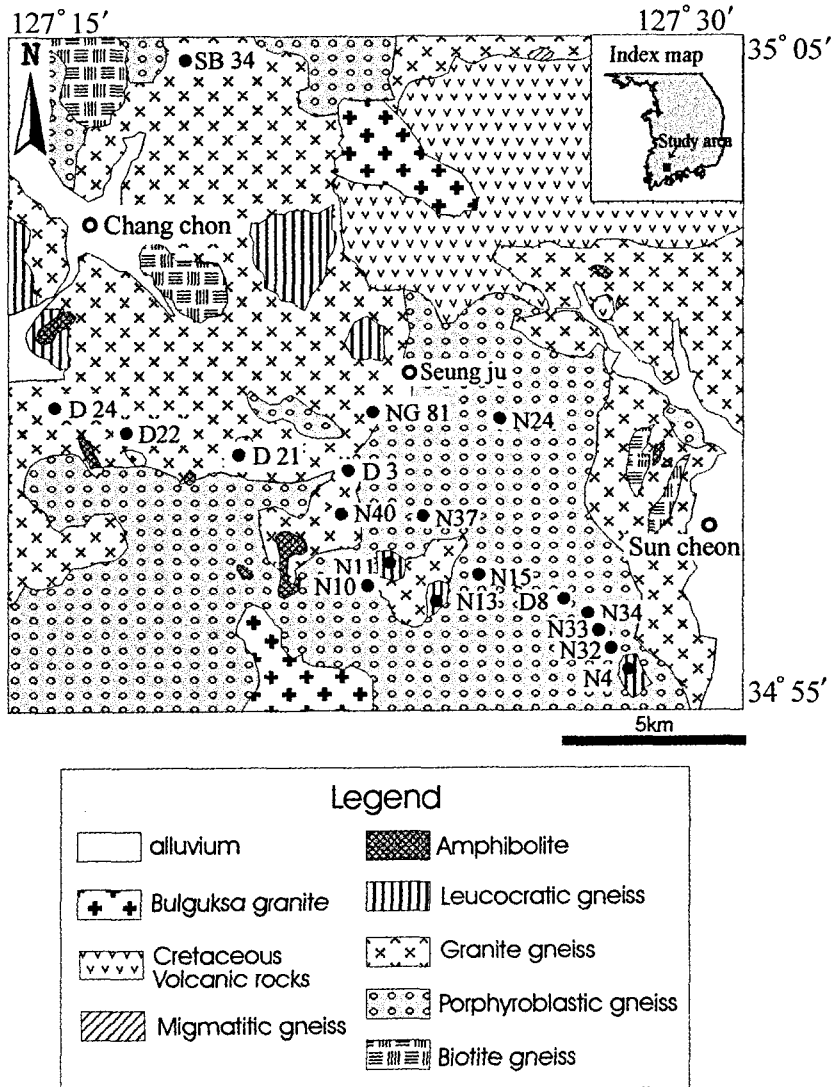 127° 15′
127° 30′
35° 05′
N
SB 34
Index map
Study area
Chang chon
Seung ju
D 24
D22
D 21
NG 81
N24
D 3
N40
N37
Sun cheon
N11
N10
N15
N13
D8
N34
N33
N32
N4
34° 55′
5km
Legend
alluvium
Amphibolite
Bulguksa granite
Leucocratic gneiss
Cretaceous
Volcanic rocks
Granite gneiss
Migmatitic gneiss
Porphyroblastic gneiss
Biotite gneiss